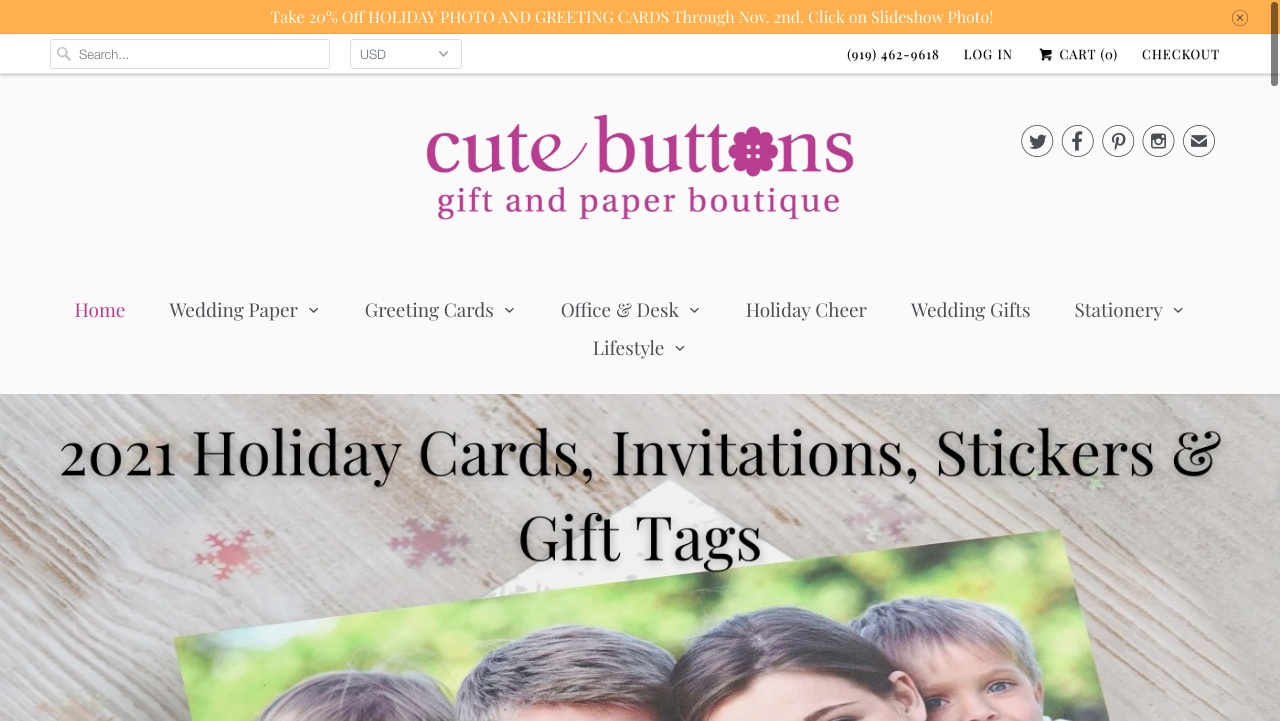 Take 20% Off HOLIDAY PHOTO AND GREETING CARDS Through Nov. 2nd. Click on Slideshow Photo!
Search...
USD
(919) 462-9618
LOG IN
CART (0)
CHECKOUT
cute buttons
gift and paper boutique
Home
Wedding Paper
Greeting Cards
Office & Desk
Holiday Cheer
Wedding Gifts
Stationery
Lifestyle
2021 Holiday Cards, Invitations, Stickers &
Gift Tags